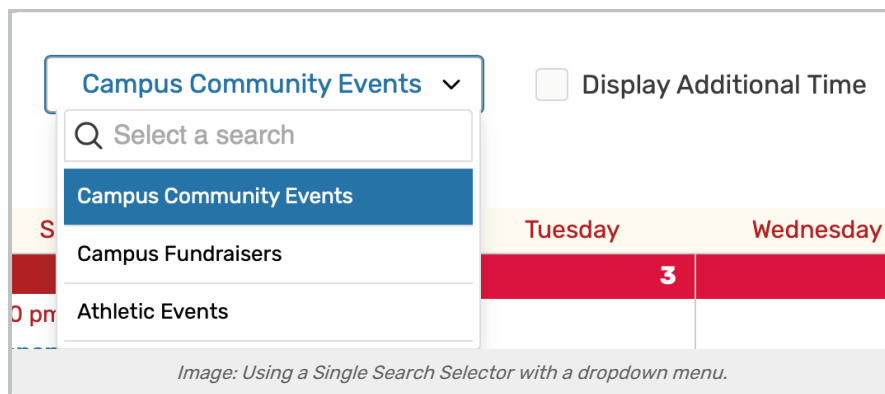 Campus Community Events
Display Additional Time
Select a search
Campus Community Events
Tuesday
Wednesday
Campus Fundraisers
3
Athletic Events
Image: Using a Single Search Selector with a dropdown menu.